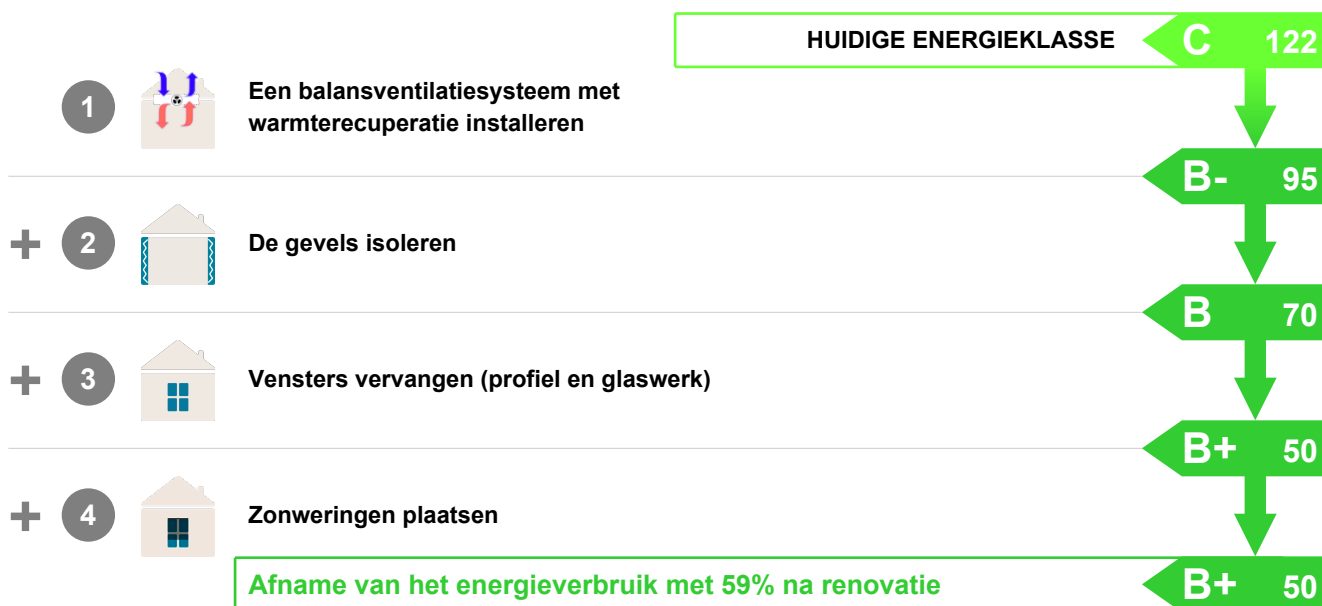 HUIDIGE ENERGIEKLASSE C 122
1 Een balansventilatiesysteem met
warmterecuperatie installeren
B- 95
+ 2 De gevels isoleren
B 70
+ 3 Vensters vervangen (profiel en glaswerk)
B+ 50
+ 4 Zonweringen plaatsen
Afname van het energieverbruik met 59% na renovatie B+ 50